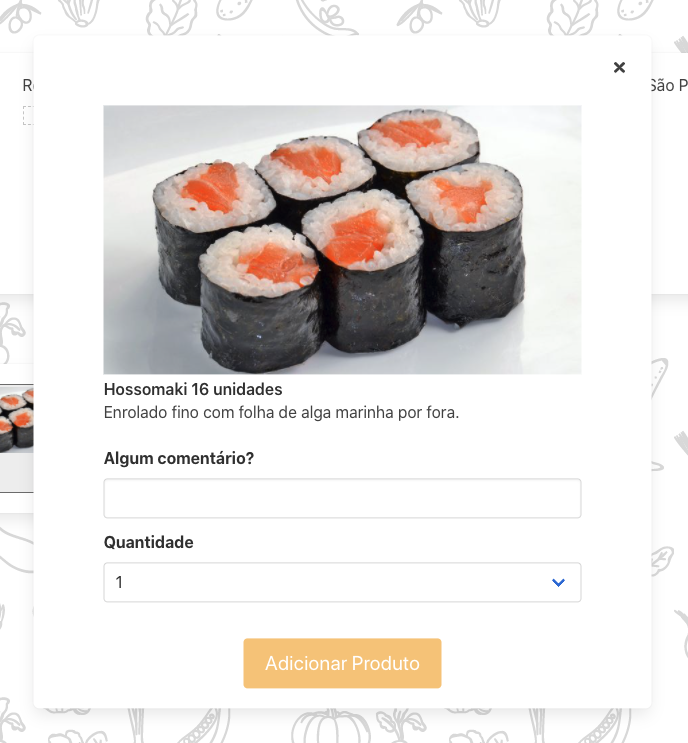 São P
Hossomaki 16 unidades
Enrolado fino com folha de alga marinha por fora.
Algum comentário?
Quantidade
1
Adicionar Produto